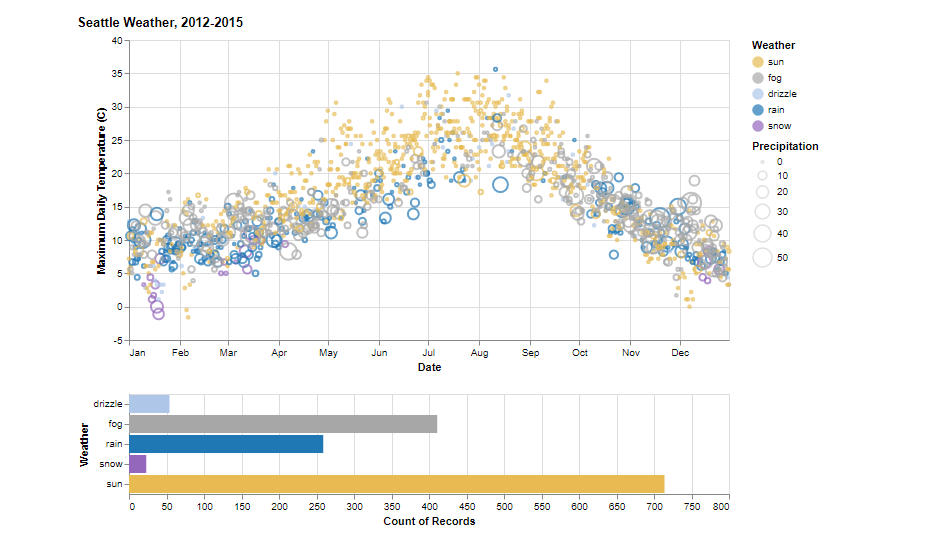 Seattle Weather, 2012-2015
40
35
30
25
20
15
10
5
0
-5
Maximum Daily Temperature (C)
Jan Feb Mar Apr May Jun Jul Aug Sep Oct Nov Dec
Date
Weather
sun
fog
drizzle
rain
snow
Precipitation
0
10
20
30
40
50
Weather
drizzle
fog
rain
snow
sun
0 50 100 150 200 250 300 350 400 450 500 550 600 650 700 750 800
Count of Records